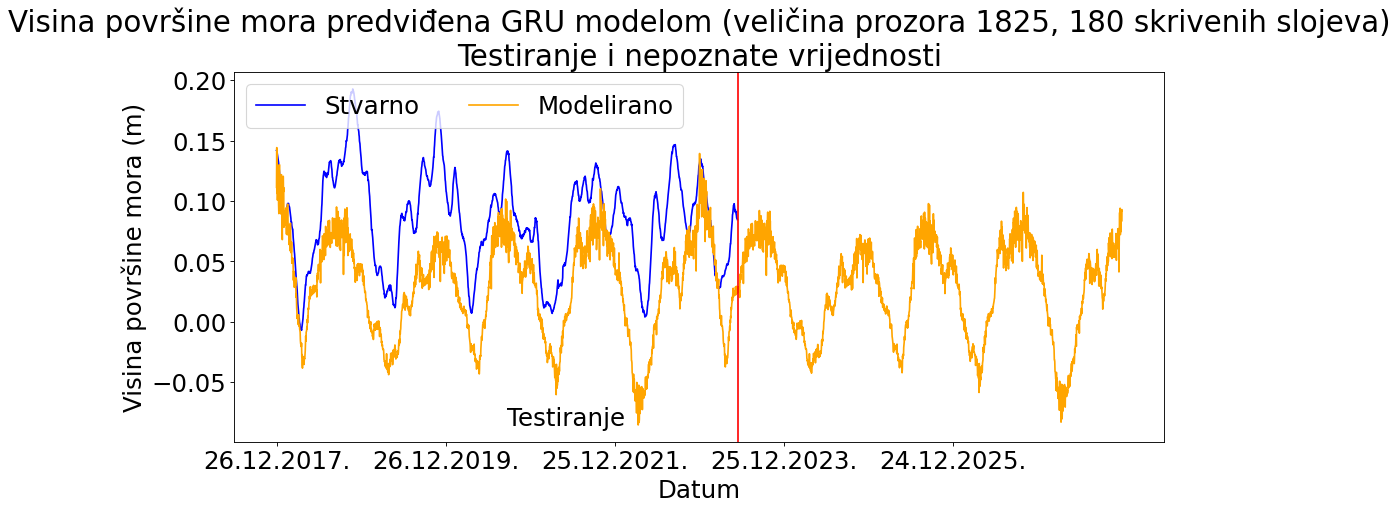 Visina površine mora predviđena GRU modelom (veličina prozora 1825, 180 skrivenih slojeva)
Testiranje i nepoznate vrijednosti
Stvarno Modelirano
Visina površine mora (m)
0.20
0.15
0.10
0.05
0.00
−0.05
Testiranje
26.12.2017. 26.12.2019. 25.12.2021. 25.12.2023. 24.12.2025.
Datum